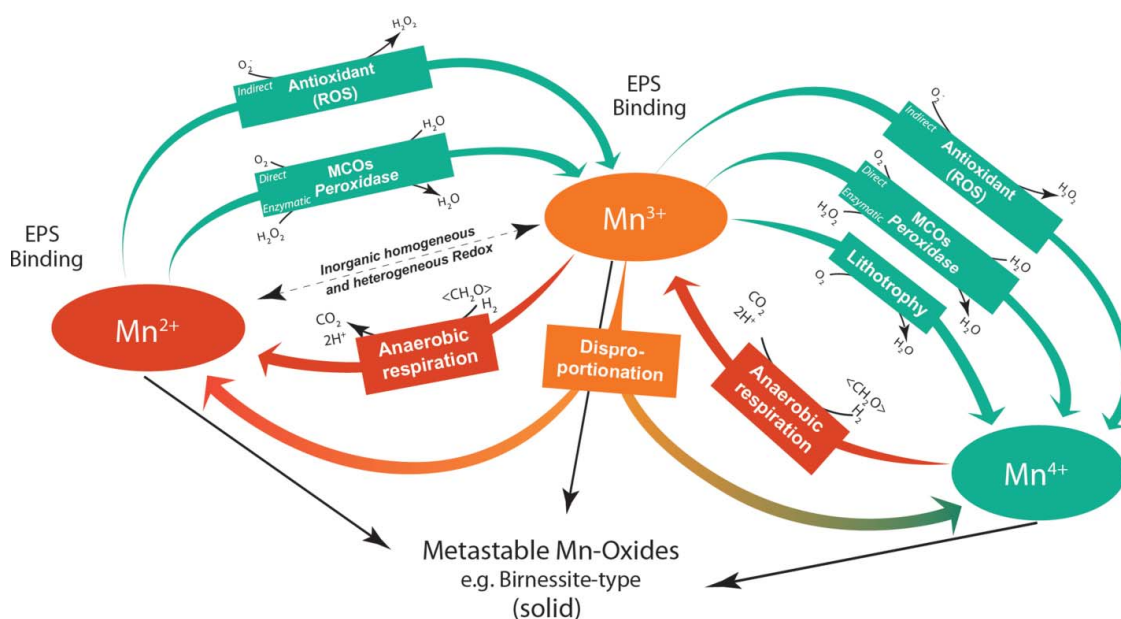 EPS
Binding
Mn2+
O2-
H2O2
Indirect
Antioxidant
(ROS)
O2
H2O
Direct
MCOs
Peroxidase
Enzymatic
H2O2
H2O
Inorganic homogeneous
and heterogeneous Redox
CO2
2H+
<CH2O>
H2
Anaerobic
respiration
EPS
Binding
Mn3+
Dispro-
portionation
O2-
Indirect
Antioxidant
(ROS)
H2O2
O2
Direct
MCOs
Peroxidase
Enzymatic
H2O2
H2O
H2O
Lithotrophy
O2
H2O
CO2
2H+
<CH2O>
H2
Anaerobic
respiration
Mn4+
Metastable Mn-Oxides
e.g. Birnessite-type
(solid)